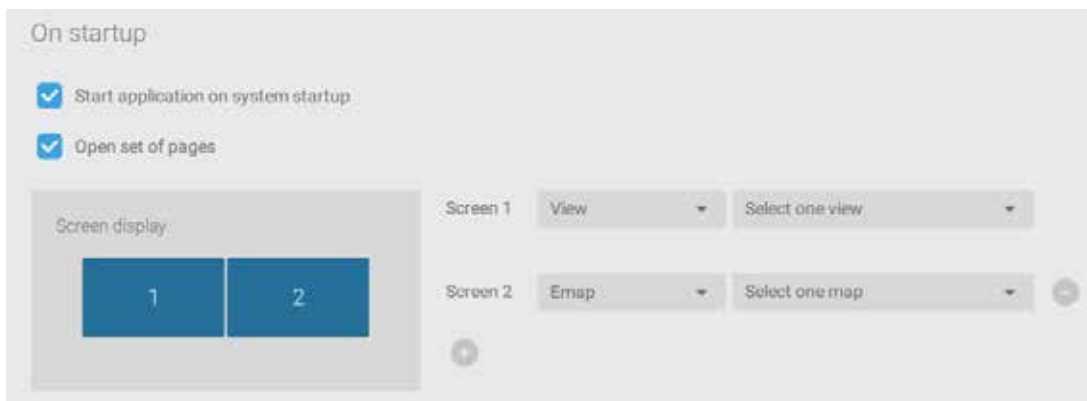 On startup
Start application on system startup
Open set of pages
Screen display
1 2
Screen 1 View Select one view
Screen 2 Emap Select one map